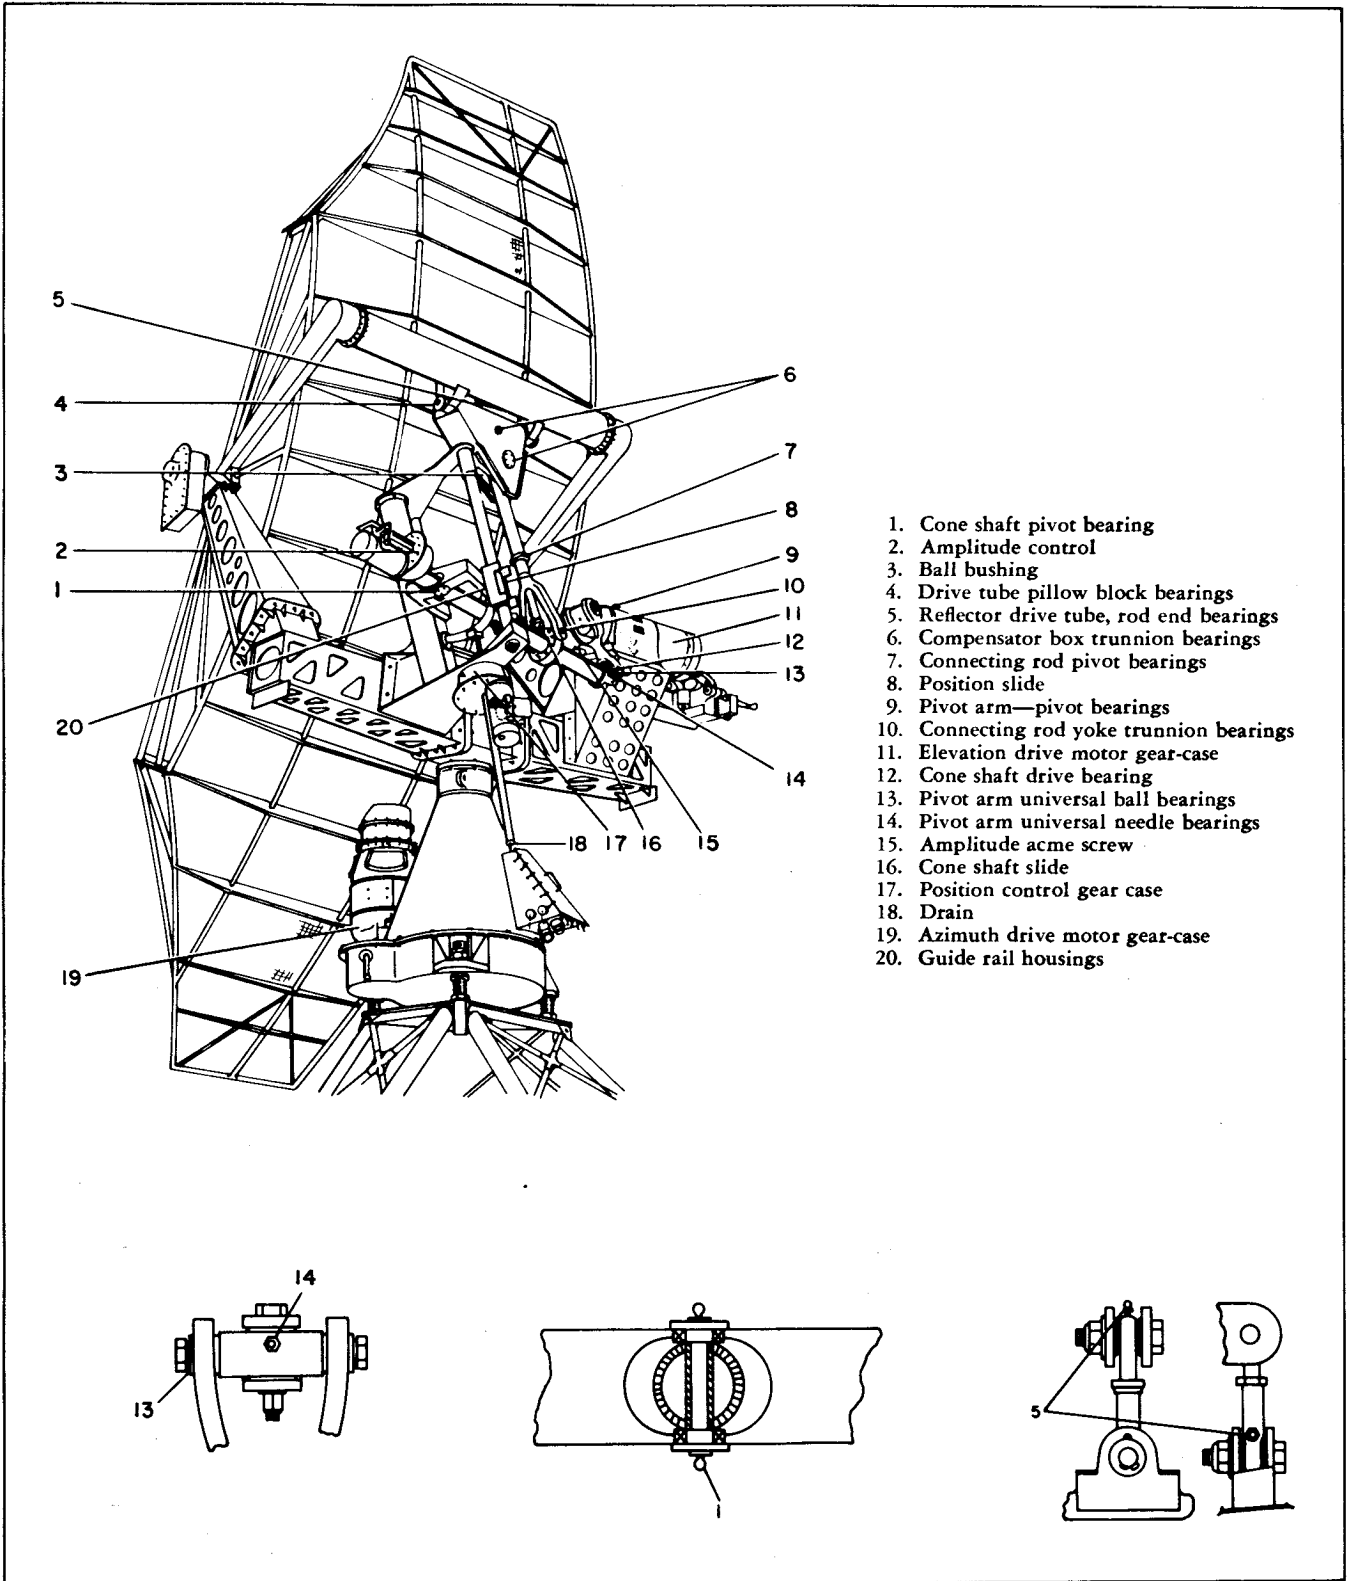 5
4
3
2
1
20
19
6
7
8
9
10
11
12
13
14
15
16
17
18
1. Cone shaft pivot bearing
2. Amplitude control
3. Ball bushing
4. Drive tube pillow block bearings
5. Reflector drive tube, rod end bearings
6. Compensator box trunnion bearings
7. Connecting rod pivot bearings
8. Position slide
9. Pivot arm—pivot bearings
10. Connecting rod yoke trunnion bearings
11. Elevation drive motor gear-case
12. Cone shaft drive bearing
13. Pivot arm universal ball bearings
14. Pivot arm universal needle bearings
15. Amplitude acme screw
16. Cone shaft slide
17. Position control gear case
18. Drain
19. Azimuth drive motor gear-case
20. Guide rail housings
14
13
1
5